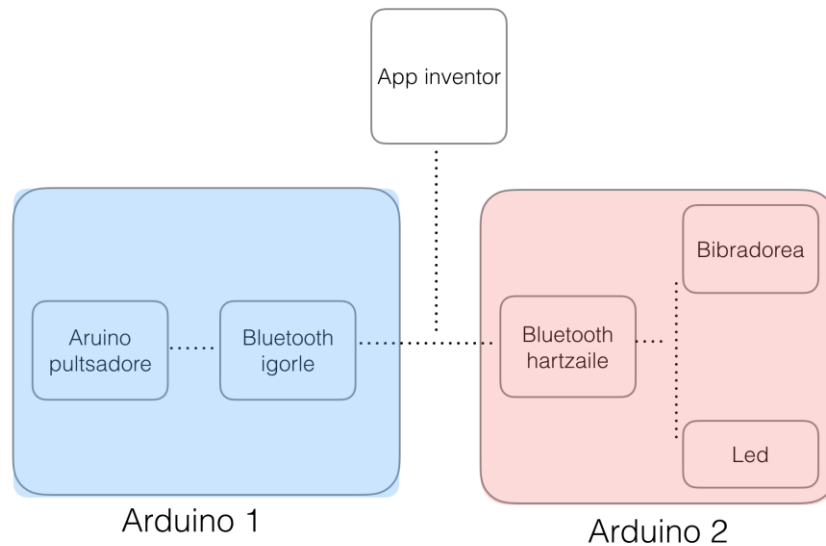 App inventor
Aruino
pultsadore
Bluetooth
igorle
Arduino 1
Bluetooth
hartzaile
Bibradorea
Led
Arduino 2